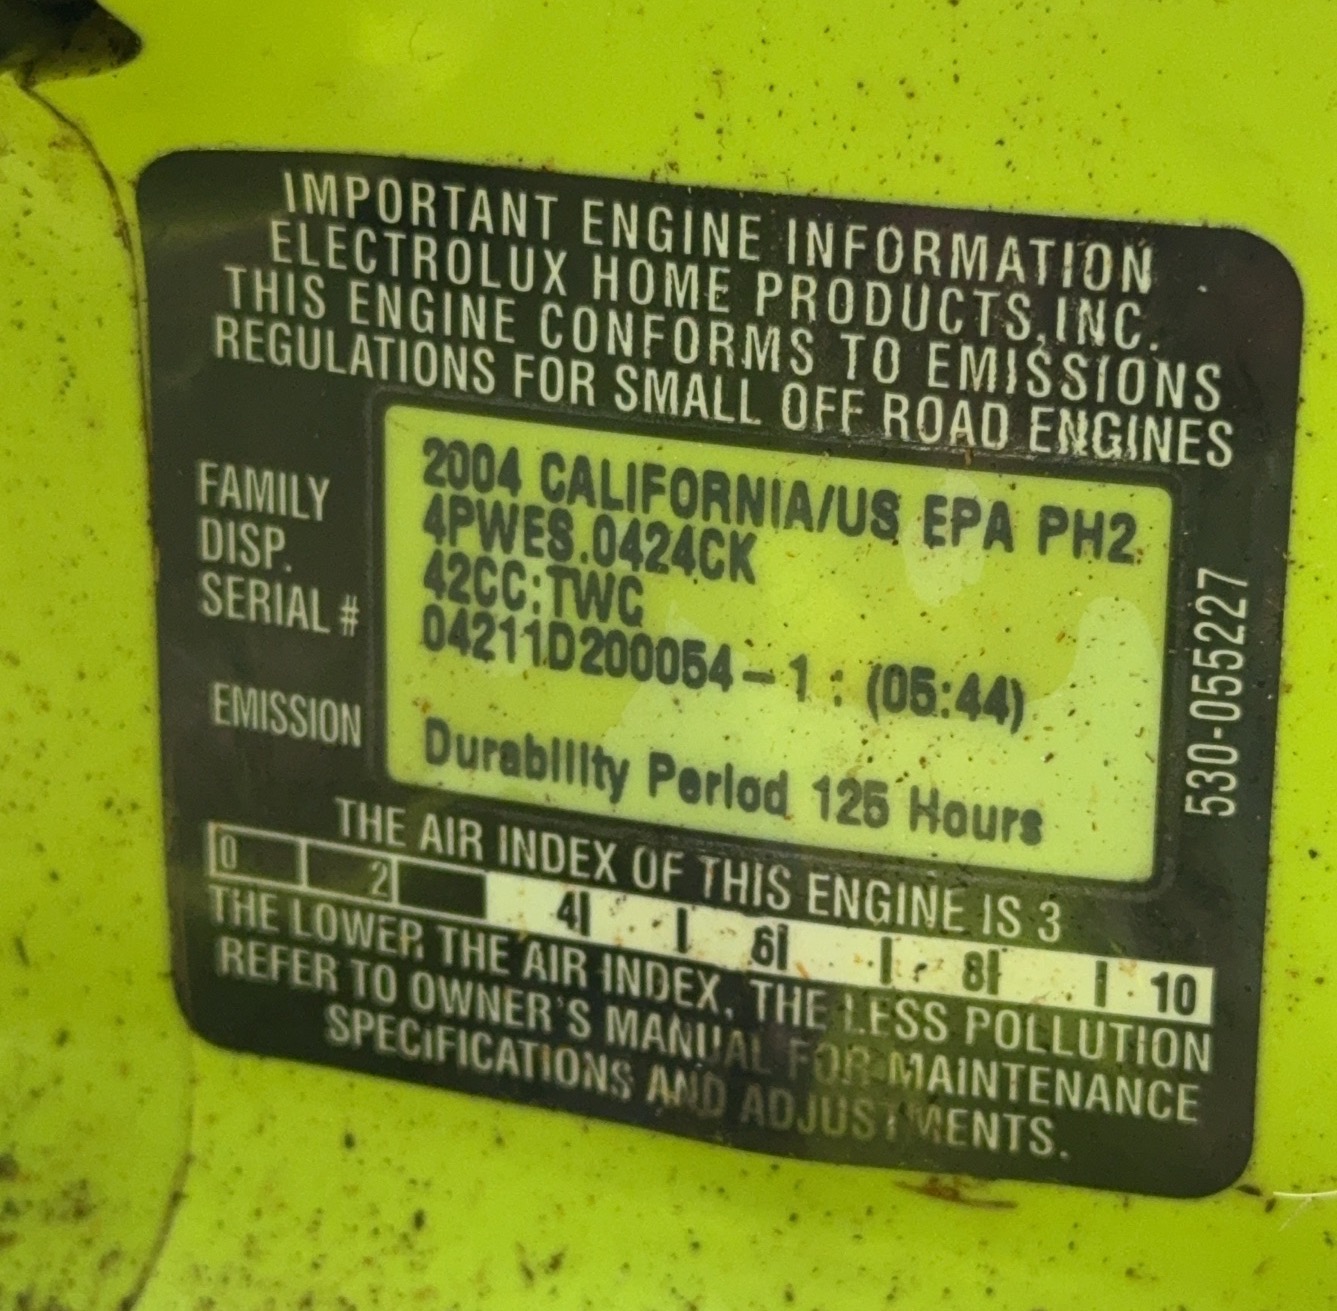 IMPORTANT ENGINE INFORMATION
ELECTROLUX HOME PRODUCTS, INC.
THIS ENGINE CONFORMS TO EMISSIONS
REGULATIONS FOR SMALL OFF ROAD ENGINES
2004 CALIFORNIA/US EPA PH2
FAMILY 4PWES.0424CK
DISP. 42CC:TWC
SERIAL # 04211D200054-1 : (05:44)
EMISSION Durability Period 125 Hours
530-055227
THE AIR INDEX OF THIS ENGINE IS 3
0 2 4 6 8 10
THE LOWER THE AIR INDEX, THE LESS POLLUTION
REFER TO OWNER'S MANUAL FOR MAINTENANCE
SPECIFICATIONS AND ADJUSTMENTS.